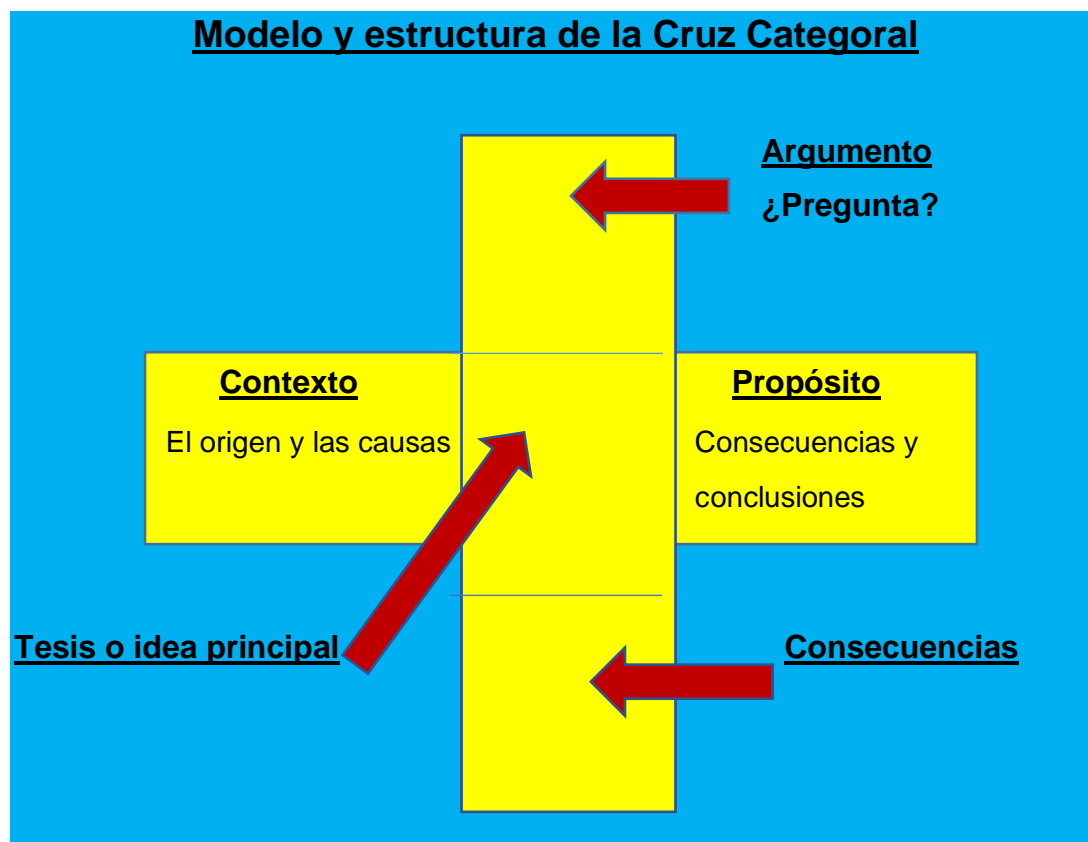 Modelo y estructura de la Cruz Categoral
Argumento
¿Pregunta?
Contexto
El origen y las causas
Propósito
Consecuencias y
conclusiones
Tesis o idea principal
Consecuencias